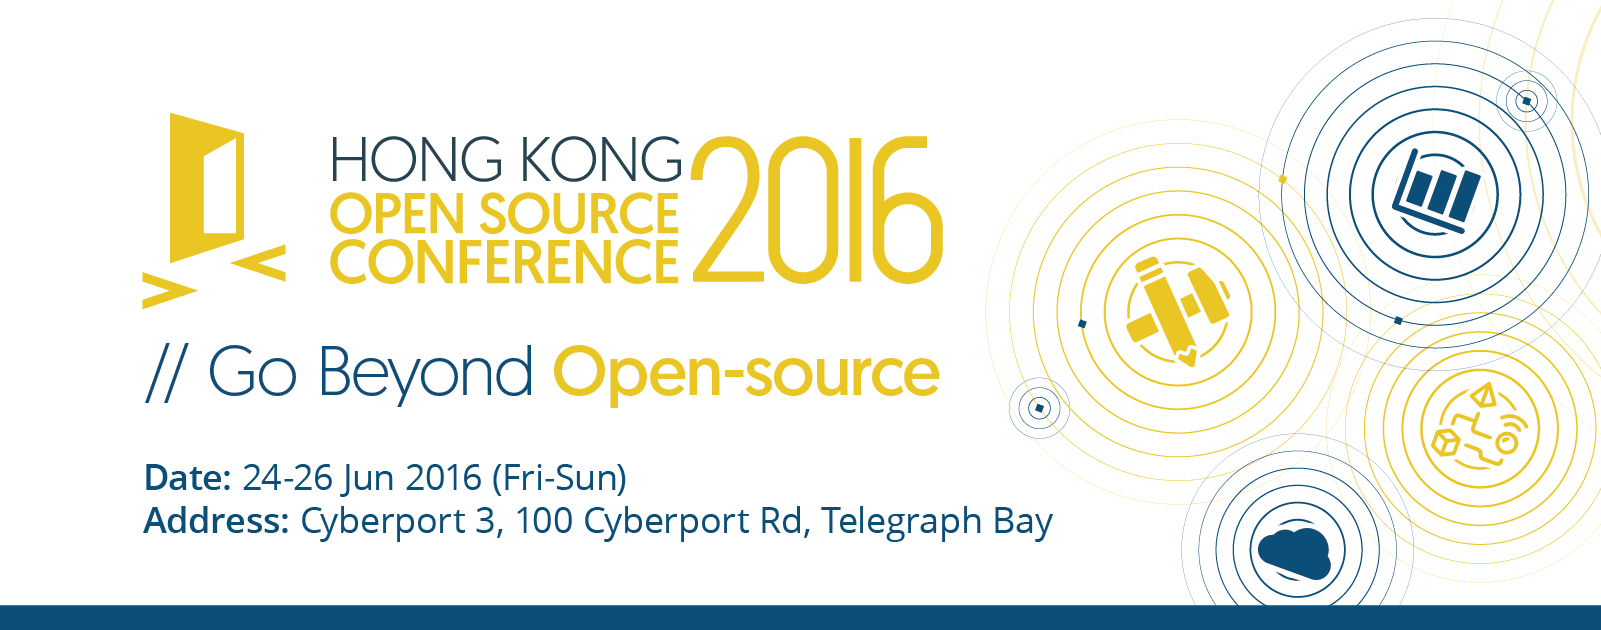 HONG KONG
OPEN SOURCE
CONFERENCE 2016
// Go Beyond Open-source
Date: 24-26 Jun 2016 (Fri-Sun)
Address: Cyberport 3, 100 Cyberport Rd, Telegraph Bay